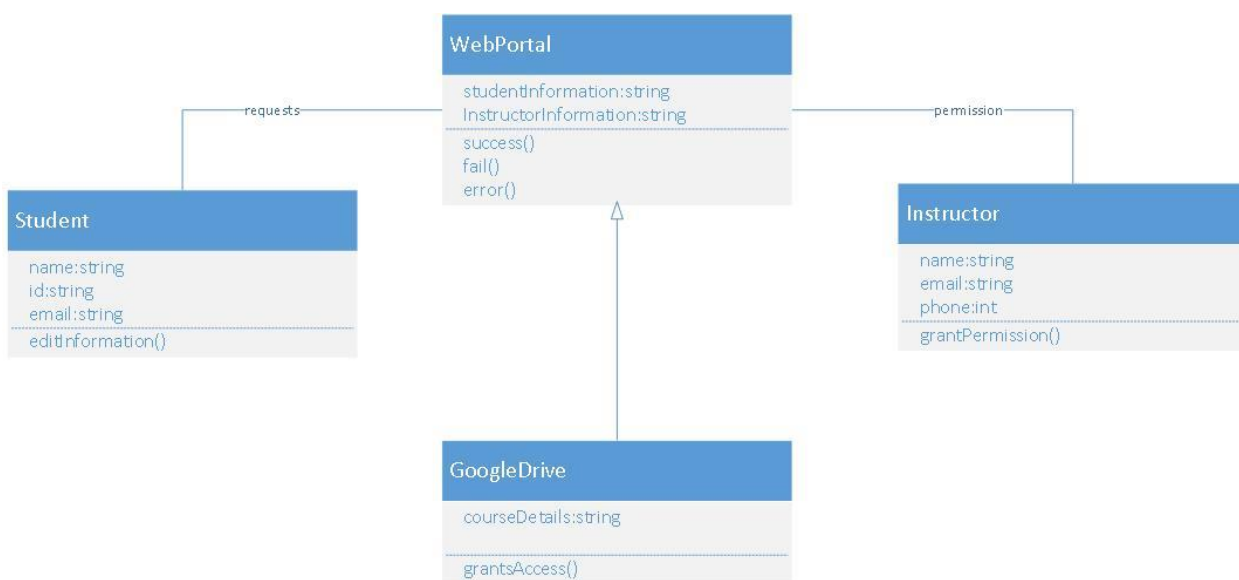 WebPortal
studentInformation:string
InstructorInformation:string
success()
fail()
error()
requests
permission
Student
name:string
id:string
email:string
editInformation()
Instructor
name:string
email:string
phone:int
grantPermission()
GoogleDrive
courseDetails:string
grantsAccess()